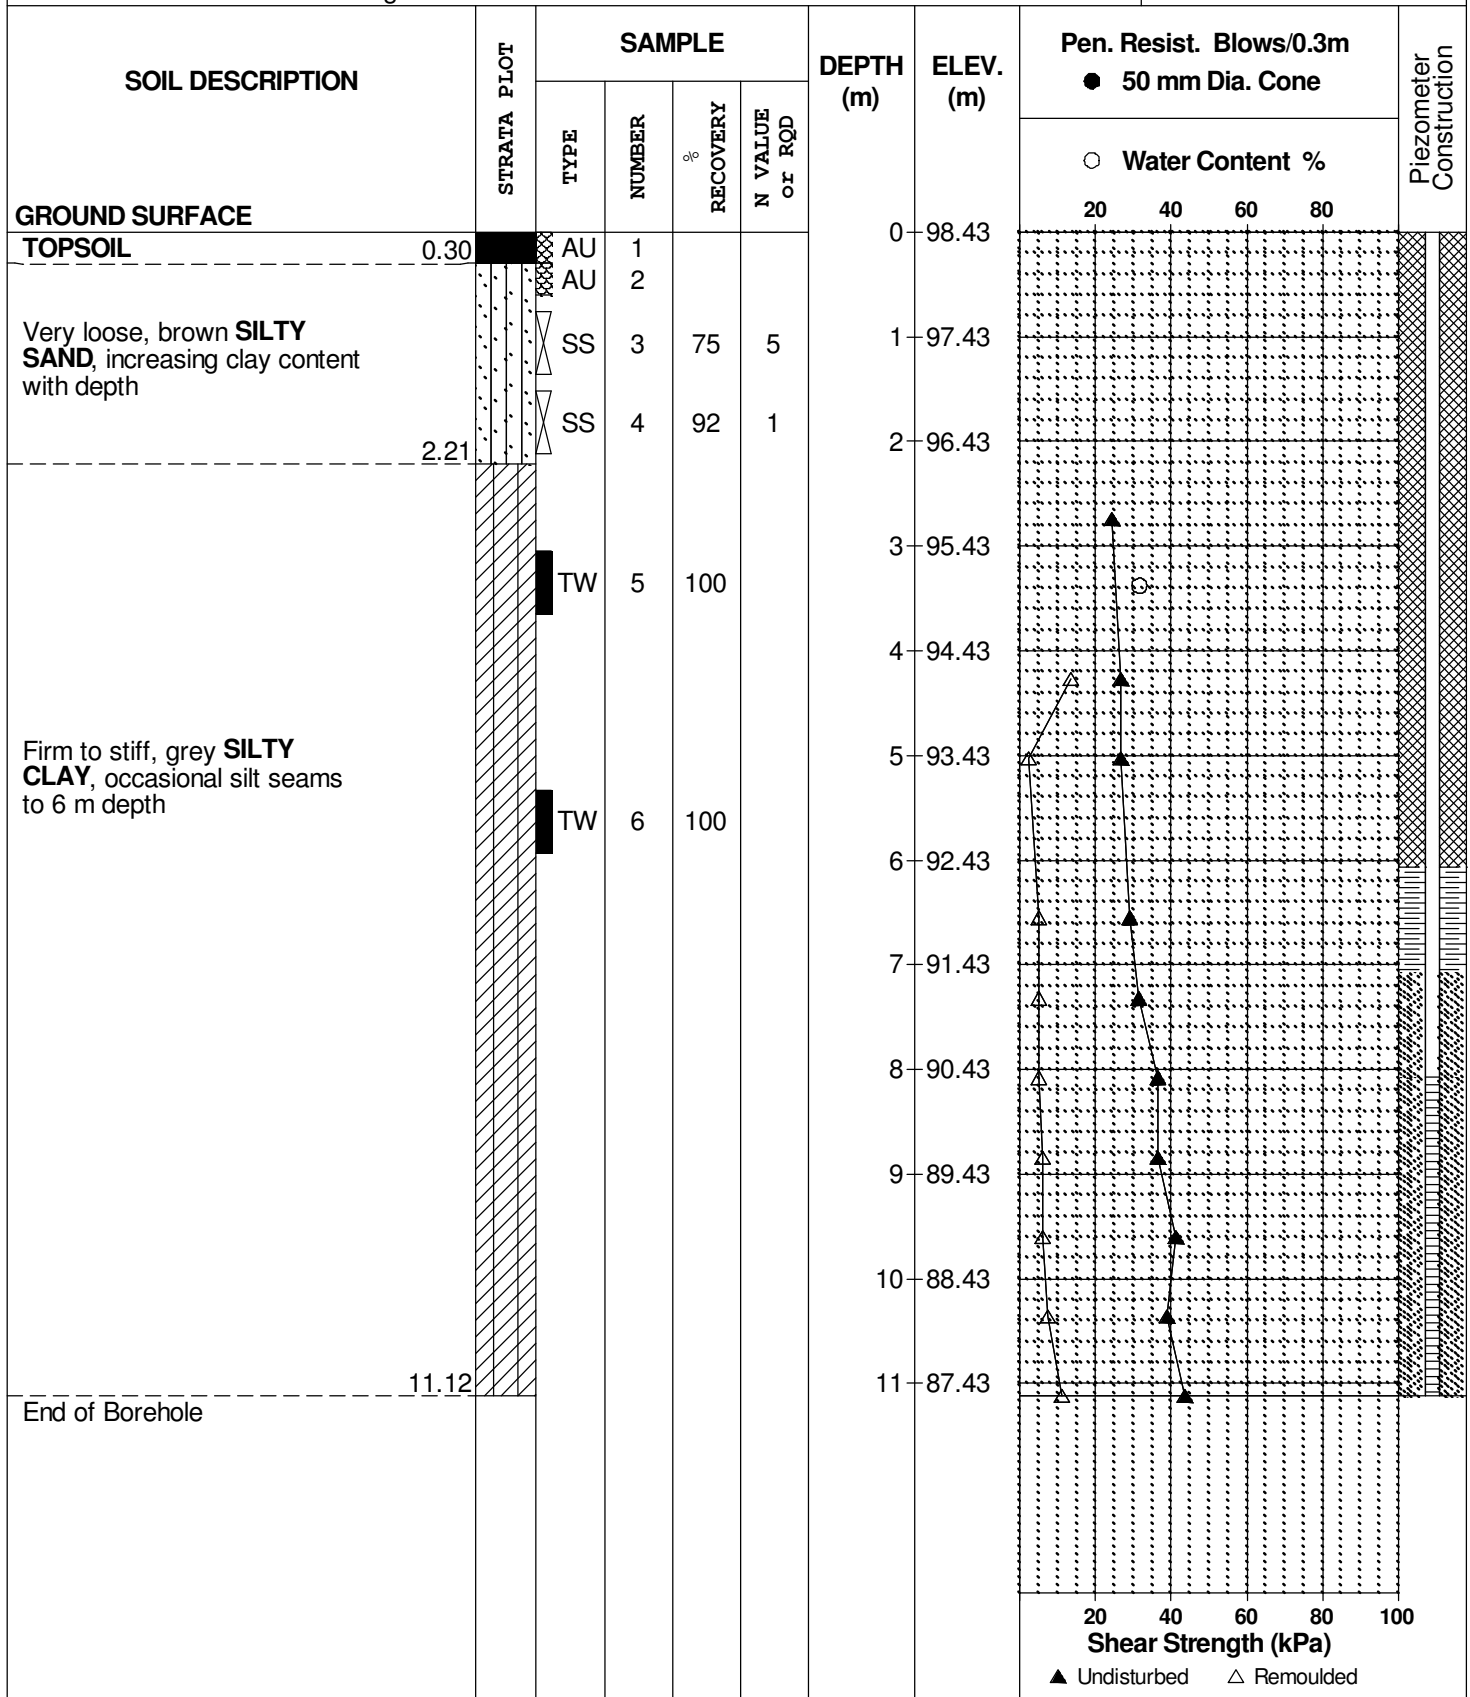 SOIL DESCRIPTION
STRATA PLOT
SAMPLE
TYPE
NUMBER
% RECOVERY
N VALUE or RQD
DEPTH (m)
ELEV. (m)
Pen. Resist. Blows/0.3m
● 50 mm Dia. Cone
○ Water Content %
20 40 60 80
Piezometer Construction
GROUND SURFACE
0 98.43
TOPSOIL 0.30
AU 1
AU 2
Very loose, brown SILTY
SAND, increasing clay content
with depth
SS 3 75 5
1 97.43
SS 4 92 1
2 96.43
2.21
3 95.43
TW 5 100
4 94.43
Firm to stiff, grey SILTY
CLAY, occasional silt seams
to 6 m depth
5 93.43
TW 6 100
6 92.43
7 91.43
8 90.43
9 89.43
10 88.43
11 87.43
11.12
End of Borehole
20 40 60 80 100
Shear Strength (kPa)
▲ Undisturbed △ Remoulded